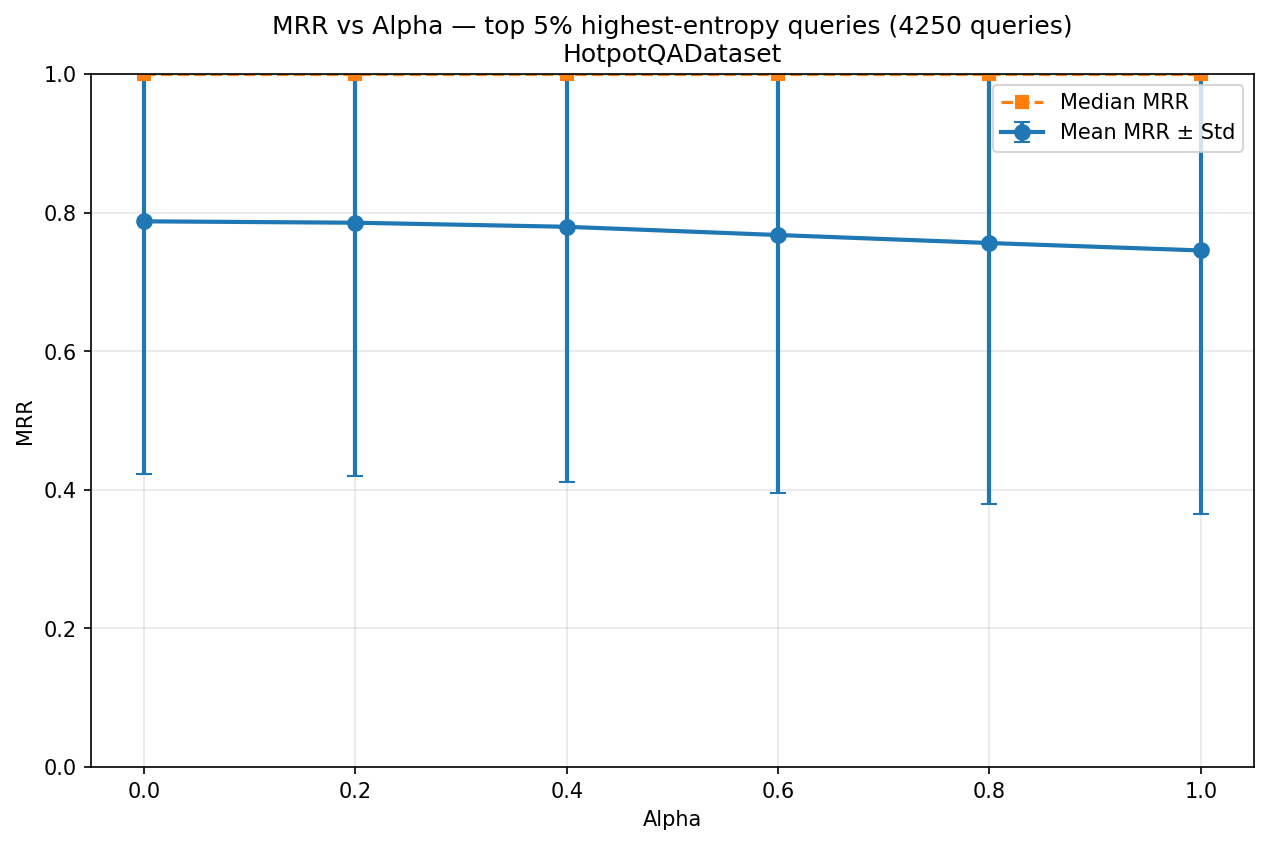 MRR vs Alpha — top 5% highest-entropy queries (4250 queries)
HotpotQADataset
Median MRR
Mean MRR ± Std
MRR
1.0
0.8
0.6
0.4
0.2
0.0
0.0 0.2 0.4 0.6 0.8 1.0
Alpha